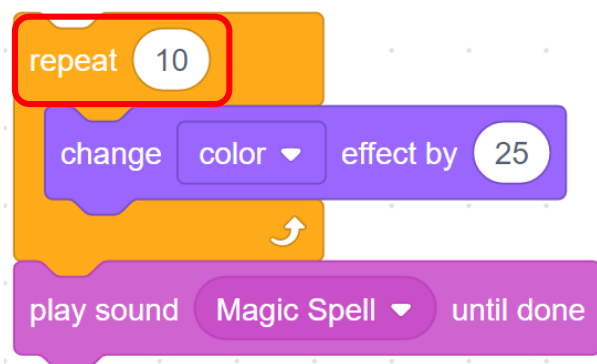 repeat 10
change color effect by 25
play sound Magic Spell until done